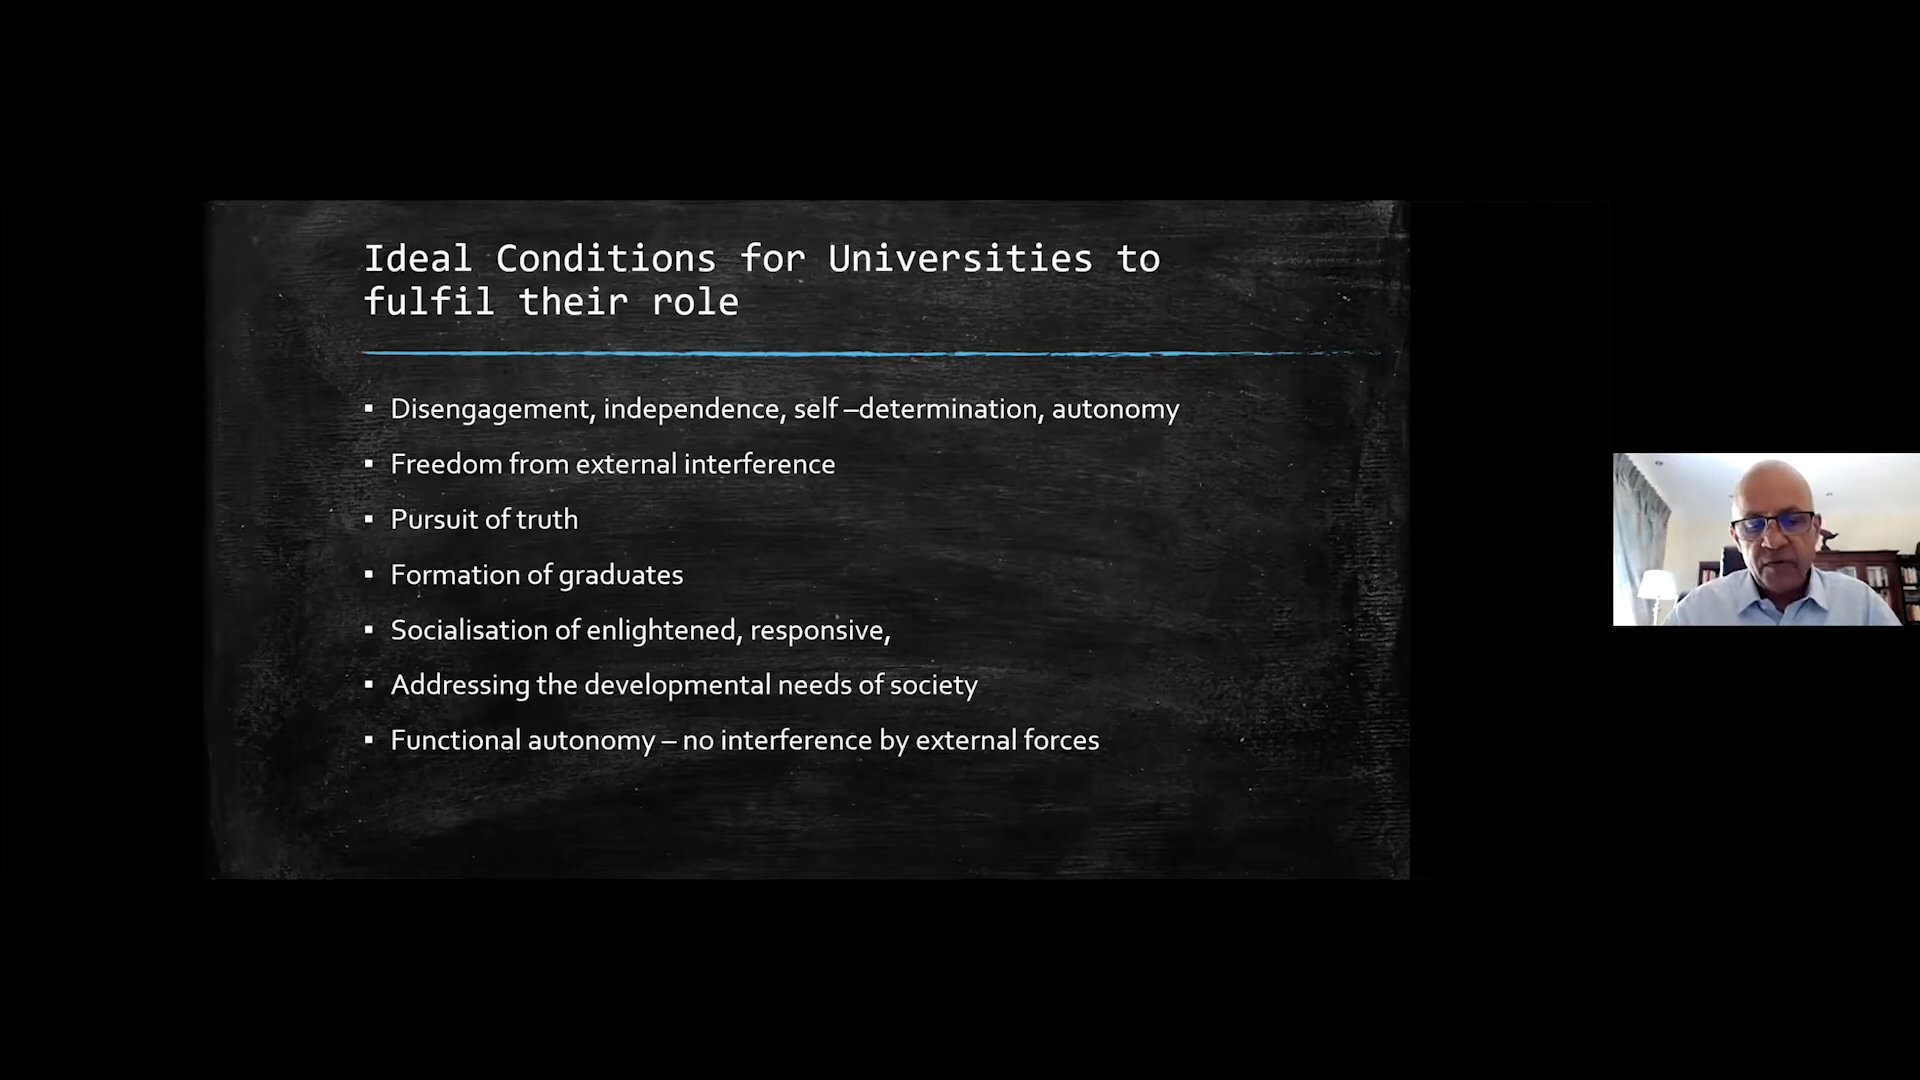 Ideal Conditions for Universities to
fulfil their role
▪ Disengagement, independence, self –determination, autonomy
▪ Freedom from external interference
▪ Pursuit of truth
▪ Formation of graduates
▪ Socialisation of enlightened, responsive,
▪ Addressing the developmental needs of society
▪ Functional autonomy – no interference by external forces